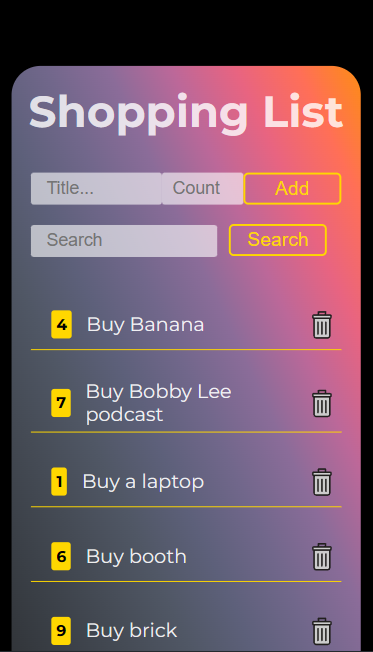 Shopping List
Title... Count Add
Search Search
4 Buy Banana
7 Buy Bobby Lee
podcast
1 Buy a laptop
6 Buy booth
9 Buy brick